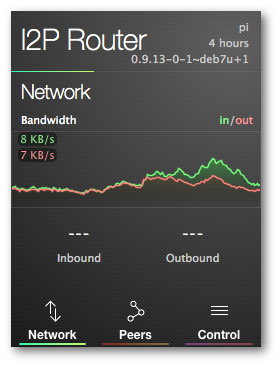 I2P Router
pi
4 hours
0.9.13-0-1~deb7u+1
Network
Bandwidth in/out
8 KB/s
7 KB/s
--- ---
Inbound Outbound
Network Peers Control